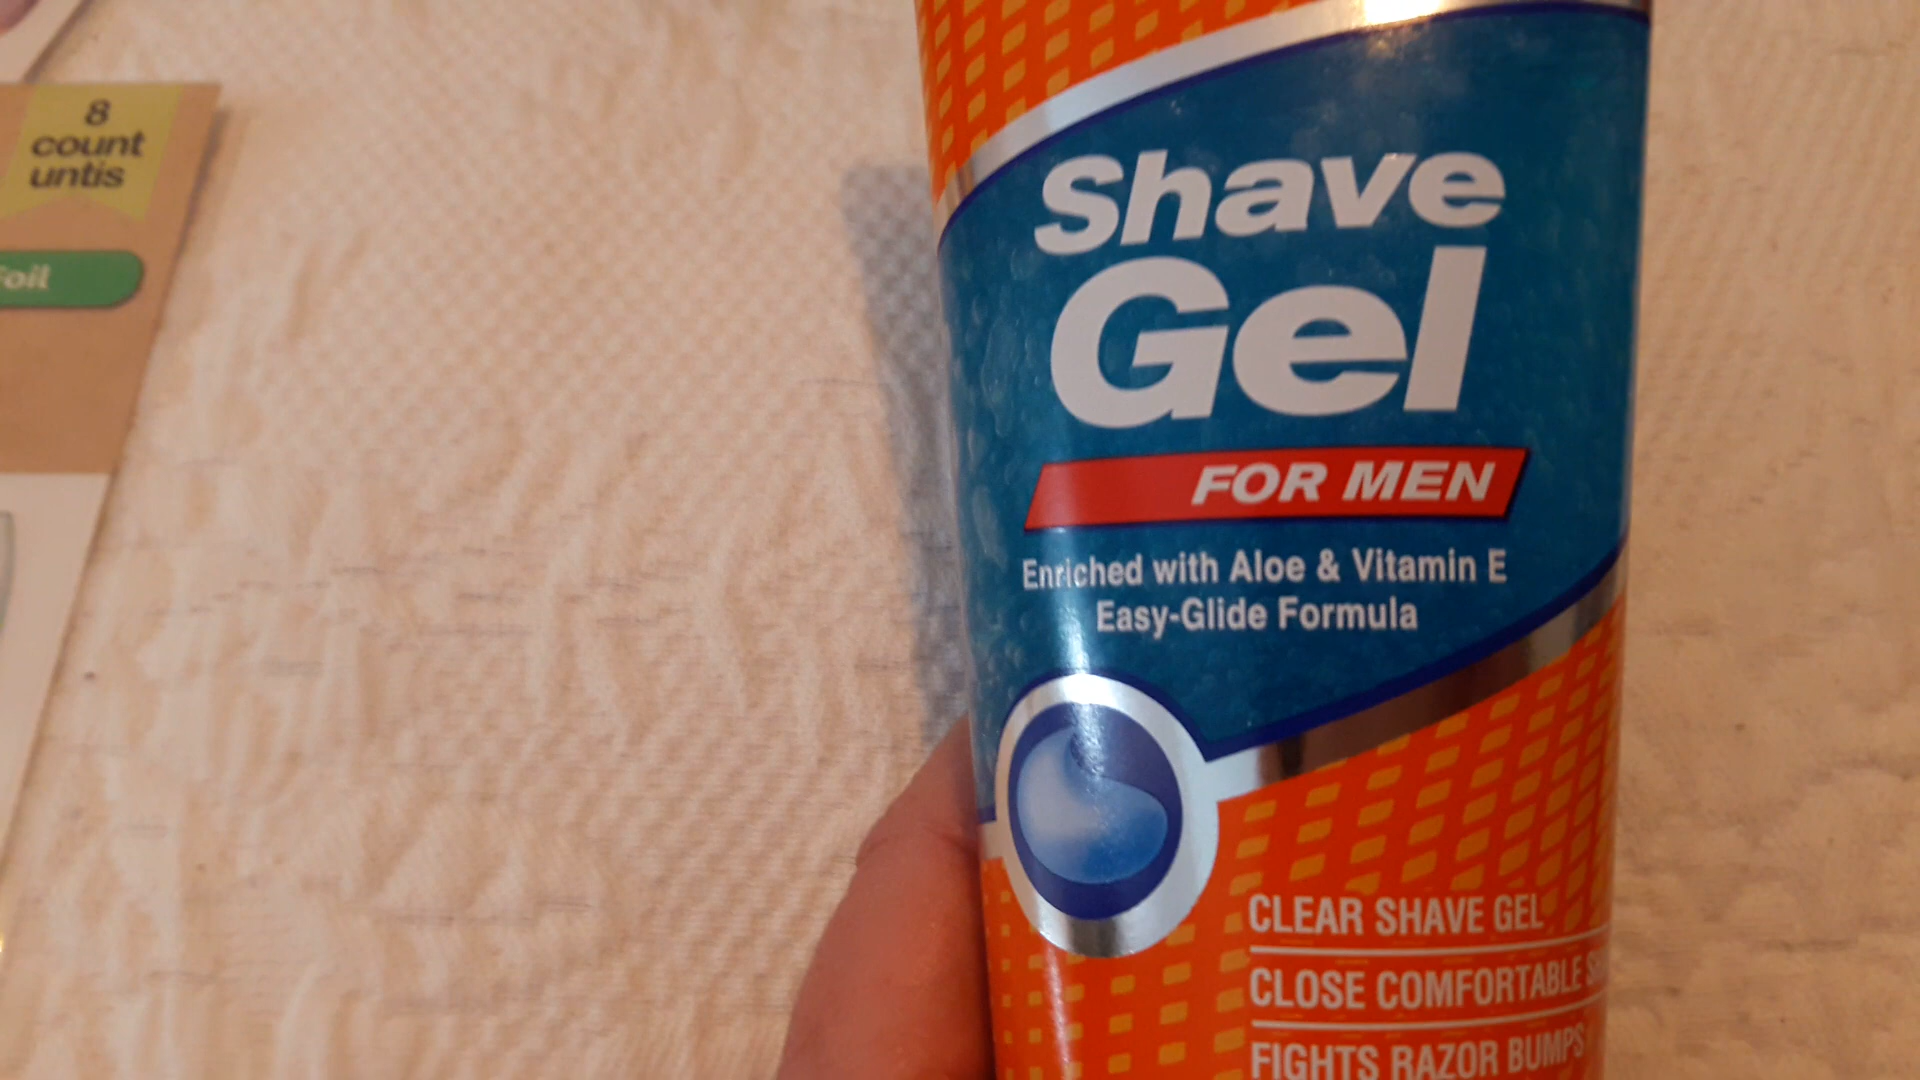 8
count
untis
Foil
Shave
Gel
FOR MEN
Enriched with Aloe & Vitamin E
Easy-Glide Formula
CLEAR SHAVE GEL
CLOSE COMFORTABLE
FIGHTS RAZOR BUMPS